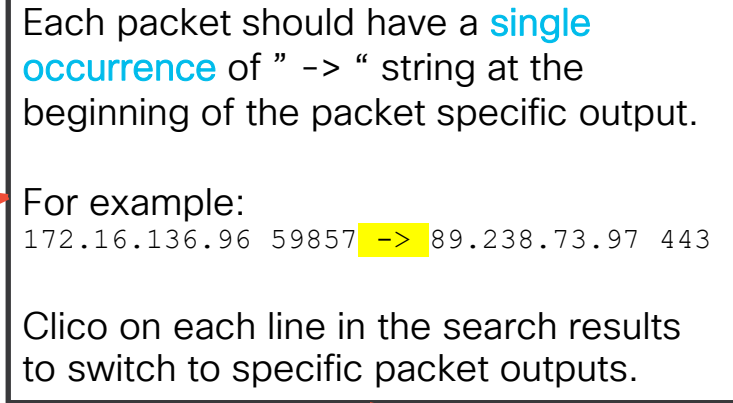 Each packet should have a single
occurrence of ” -> “ string at the
beginning of the packet specific output.
For example:
172.16.136.96 59857 -> 89.238.73.97 443
Clico on each line in the search results
to switch to specific packet outputs.